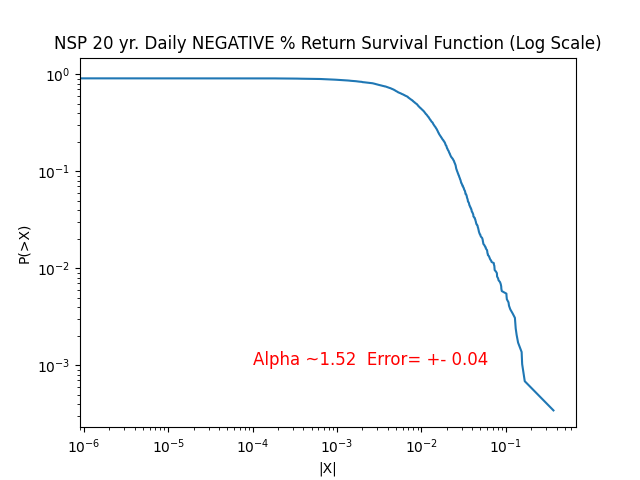 NSP 20 yr. Daily NEGATIVE % Return Survival Function (Log Scale)
P(>X)
10⁰
10⁻¹
10⁻²
10⁻³
Alpha ~1.52  Error= +- 0.04
10⁻⁶ 10⁻⁵ 10⁻⁴ 10⁻³ 10⁻² 10⁻¹
|X|